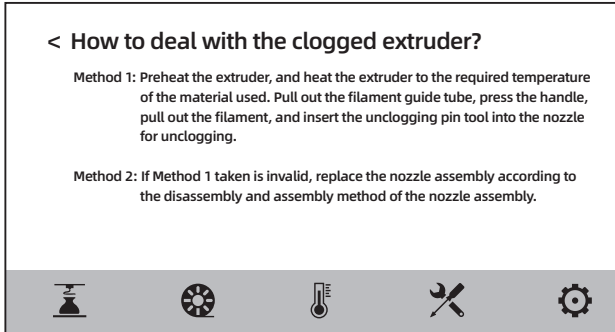 < How to deal with the clogged extruder?
Method 1: Preheat the extruder, and heat the extruder to the required temperature
of the material used. Pull out the filament guide tube, press the handle,
pull out the filament, and insert the unclogging pin tool into the nozzle
for unclogging.
Method 2: If Method 1 taken is invalid, replace the nozzle assembly according to
the disassembly and assembly method of the nozzle assembly.